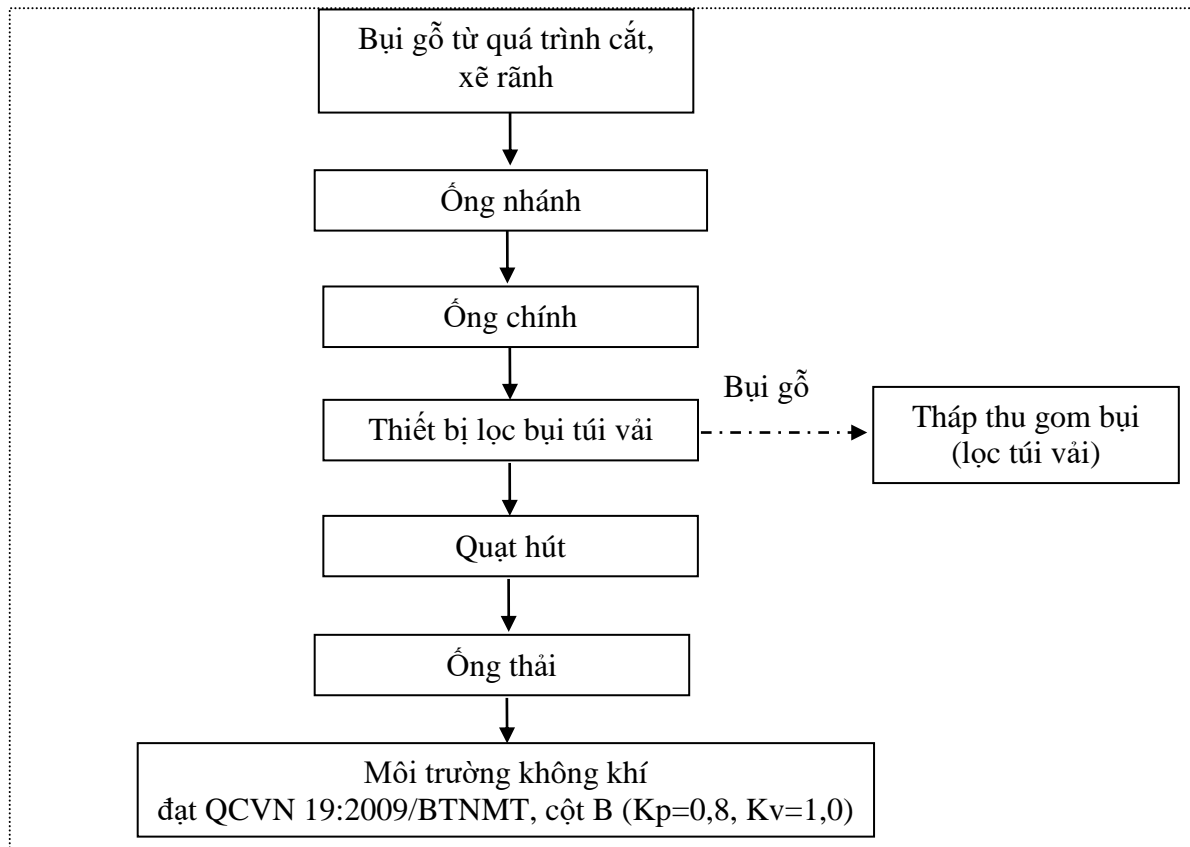 Bụi gỗ từ quá trình cắt,
xẽ rãnh
Ống nhánh
Ống chính
Thiết bị lọc bụi túi vải
Bụi gỗ
Tháp thu gom bụi
(lọc túi vải)
Quạt hút
Ống thải
Môi trường không khí
đạt QCVN 19:2009/BTNMT, cột B (Kp=0,8, Kv=1,0)